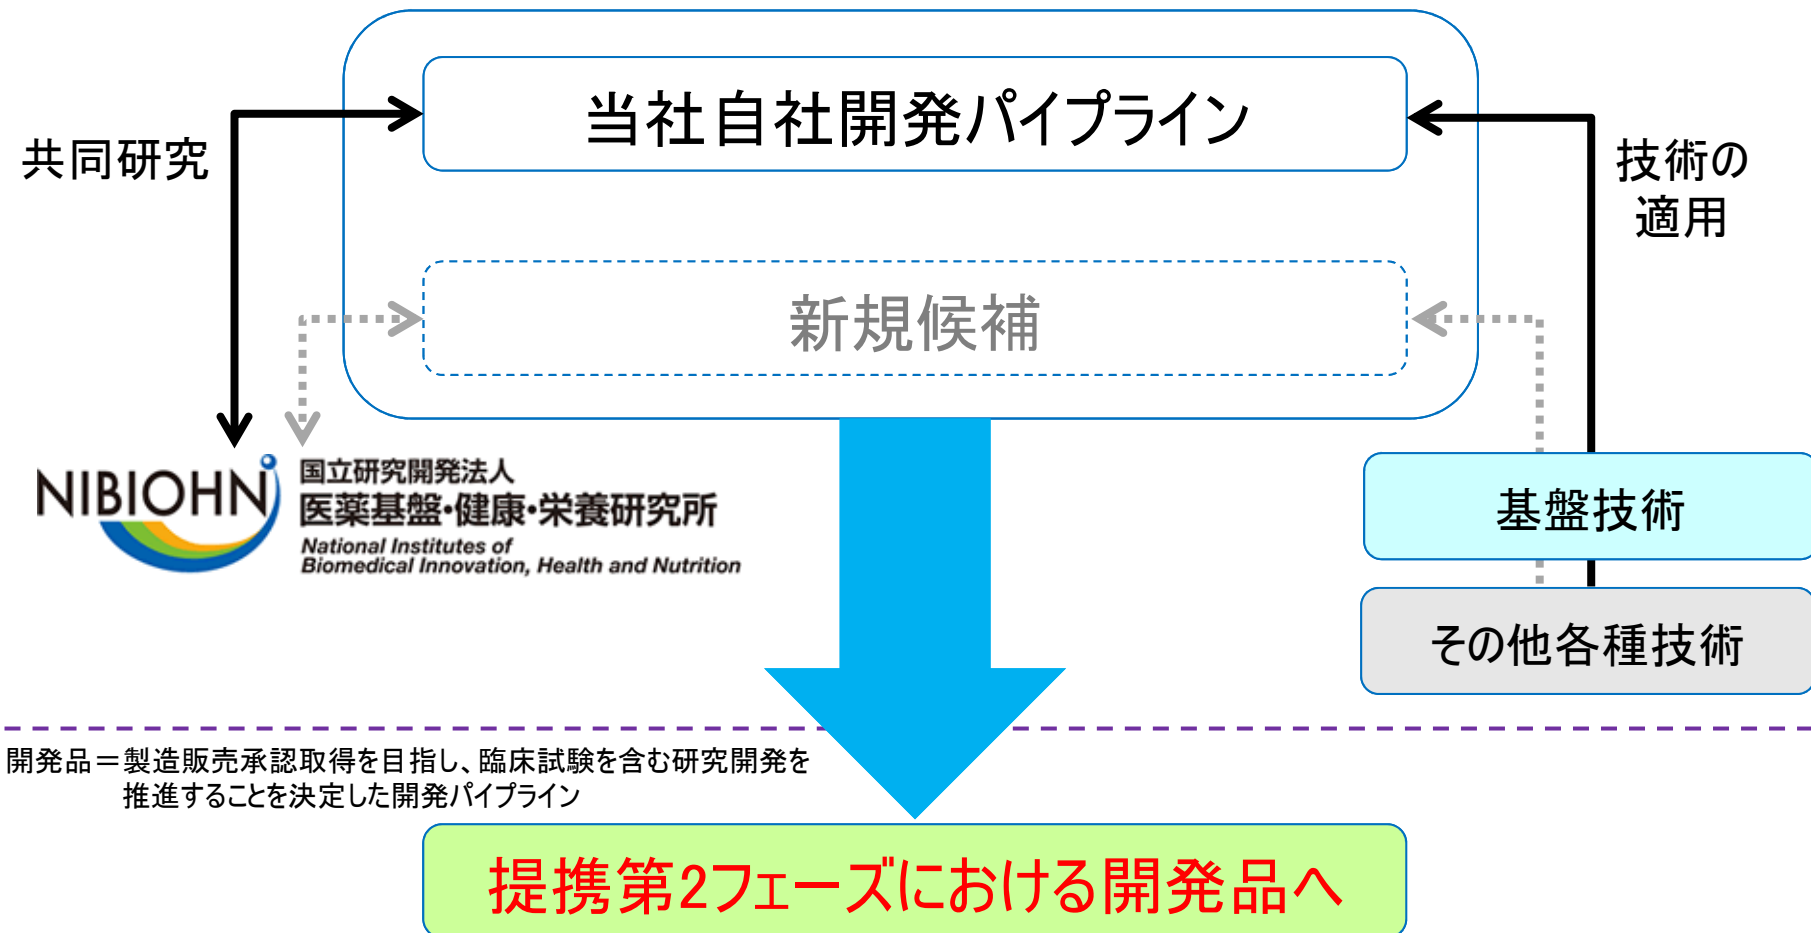 当社自社開発パイプライン
共同研究
技術の
適用
新規候補
NIBIOHN
国立研究開発法人
医薬基盤・健康・栄養研究所
National Institutes of
Biomedical Innovation, Health and Nutrition
基盤技術
その他各種技術
開発品＝製造販売承認取得を目指し、臨床試験を含む研究開発を
推進することを決定した開発パイプライン
提携第2フェーズにおける開発品へ